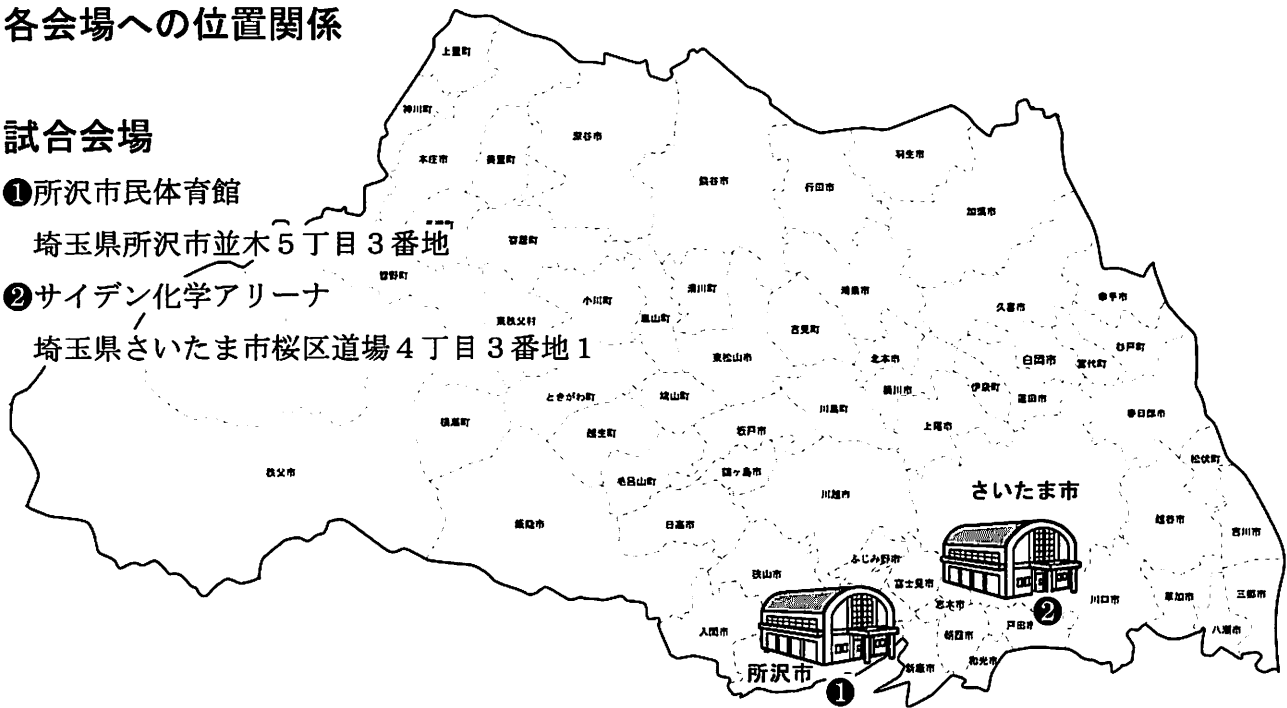 各会場への位置関係
試合会場
❶所沢市民体育館
埼玉県所沢市並木5丁目3番地
❷サイデン化学アリーナ
埼玉県さいたま市桜区道場4丁目3番地1
上里町
神川町
本庄市
美里町
深谷市
熊谷市
行田市
羽生市
加須市
寄居町
皆野町
小川町
滑川町
嵐山町
東秩父村
吉見町
鴻巣市
久喜市
幸手市
杉戸町
宮代町
白岡市
東松山市
北本市
桶川市
伊奈町
蓮田市
春日部市
ときがわ町
鳩山町
川島町
上尾市
横瀬町
越生町
坂戸市
松伏町
秩父市
毛呂山町
鶴ヶ島市
川越市
さいたま市
越谷市
吉川市
飯能市
日高市
ふじみ野市
狭山市
富士見市
志木市
川口市
草加市
三郷市
入間市
朝霞市
戸田市
八潮市
所沢市
新座市
和光市
❶
❷